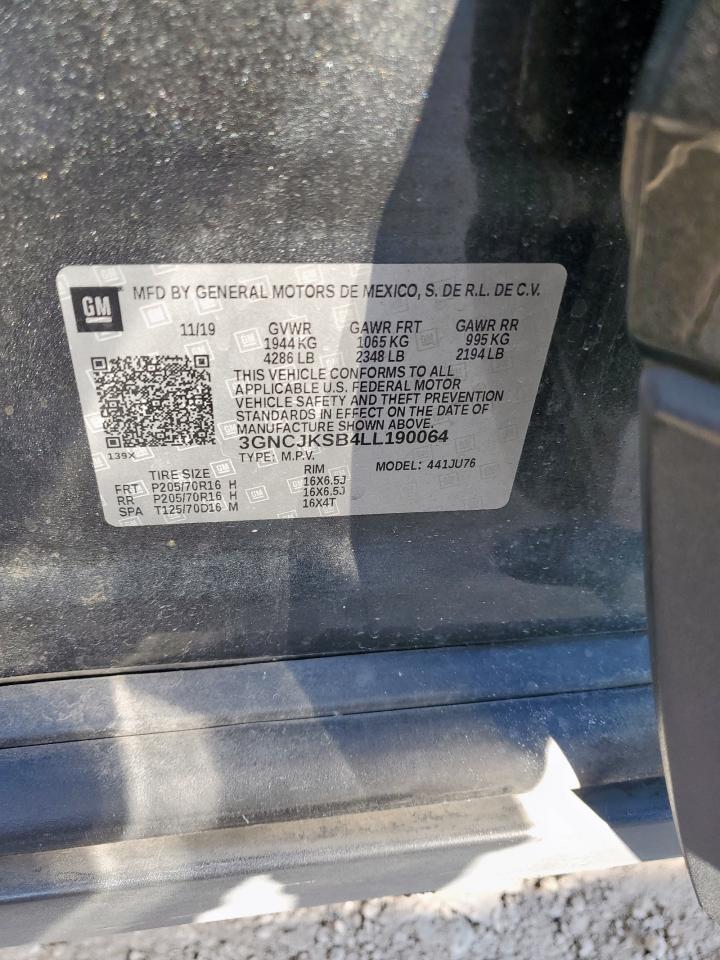 GM MFD BY GENERAL MOTORS DE MEXICO, S. DE R.L. DE C.V.
11/19 GVWR GAWR FRT GAWR RR
1944 KG 1065 KG 995 KG
4286 LB 2348 LB 2194 LB
THIS VEHICLE CONFORMS TO ALL
APPLICABLE U.S. FEDERAL MOTOR
VEHICLE SAFETY AND THEFT PREVENTION
STANDARDS IN EFFECT ON THE DATE OF
MANUFACTURE SHOWN ABOVE.
3GNCJKSB4LL190064
139X
TYPE: M.P.V. MODEL: 441JU76
TIRE SIZE RIM
FRT P205/70R16 H 16X6.5J
RR P205/70R16 H 16X6.5J
SPA T125/70D16 M 16X4T